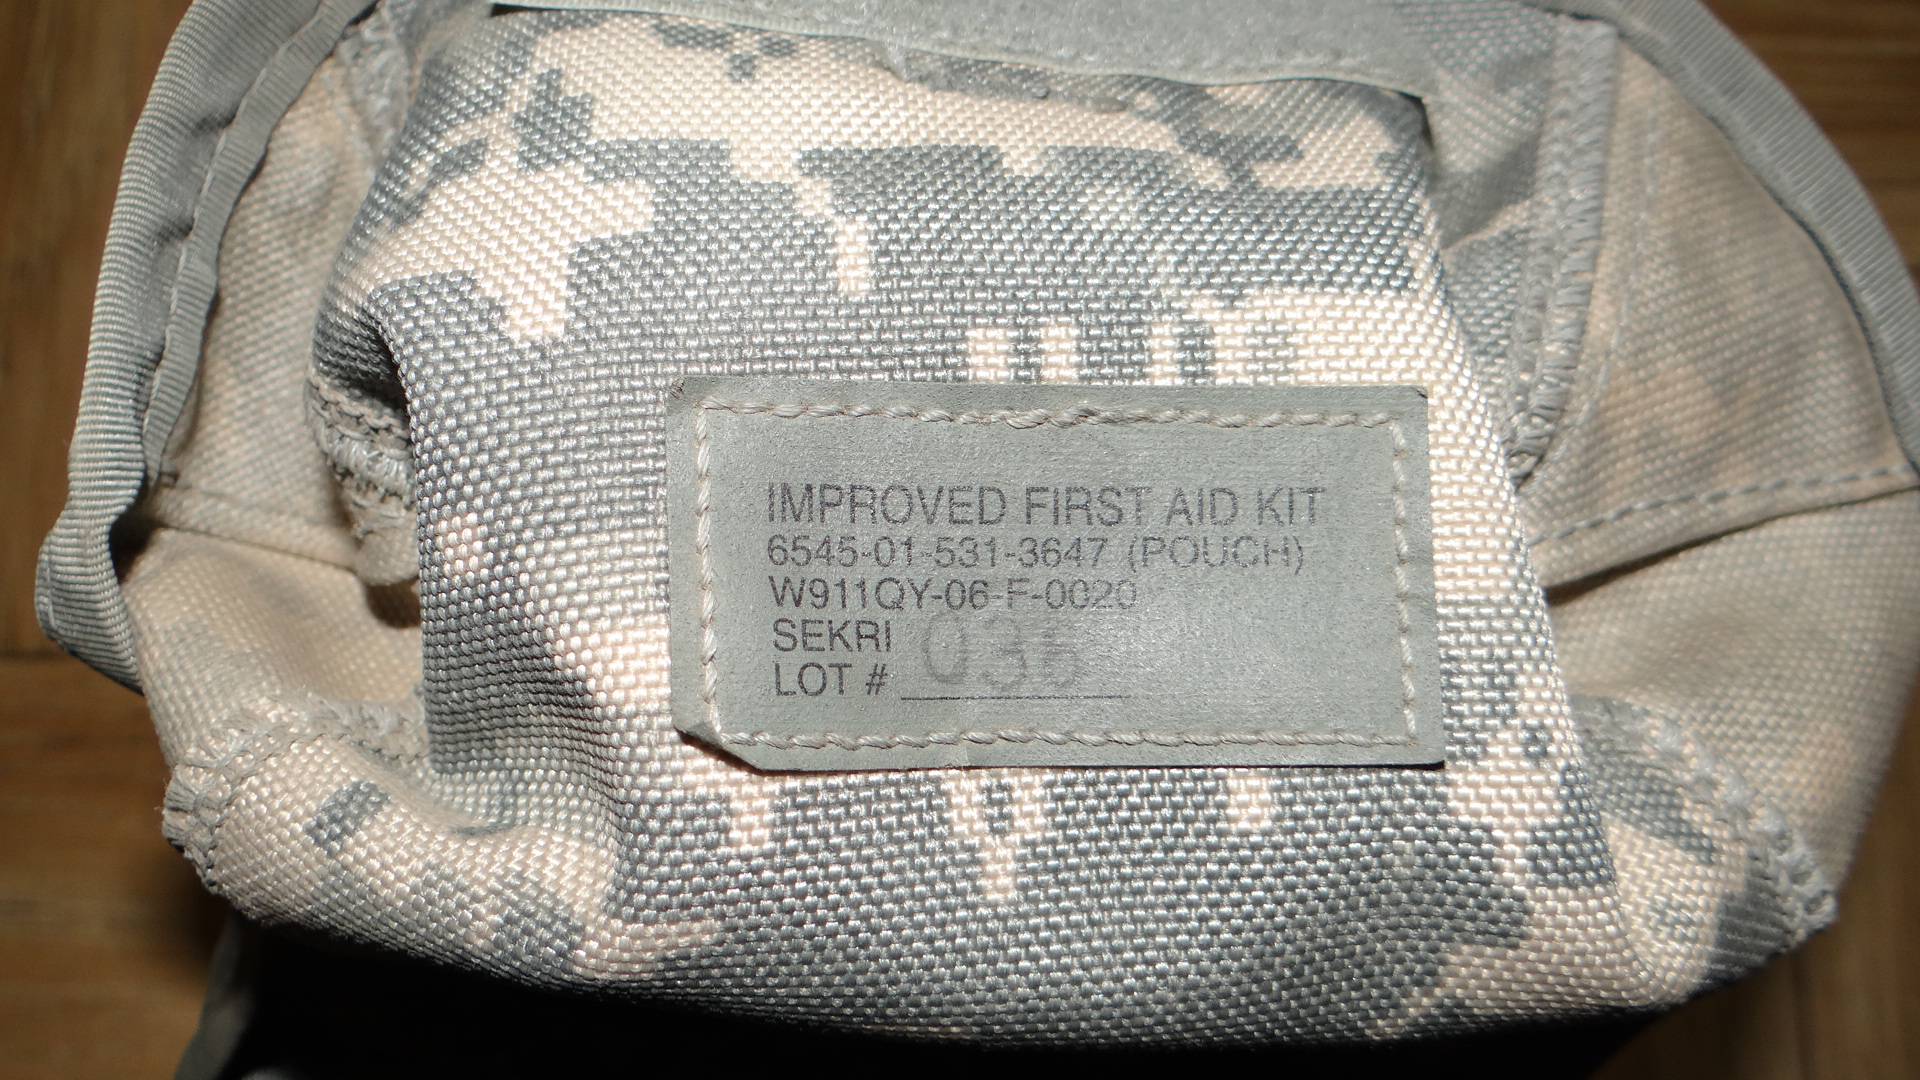 IMPROVED FIRST AID KIT
6545-01-531-3647 (POUCH)
W911QY-06-F-0020
SEKRI
LOT #